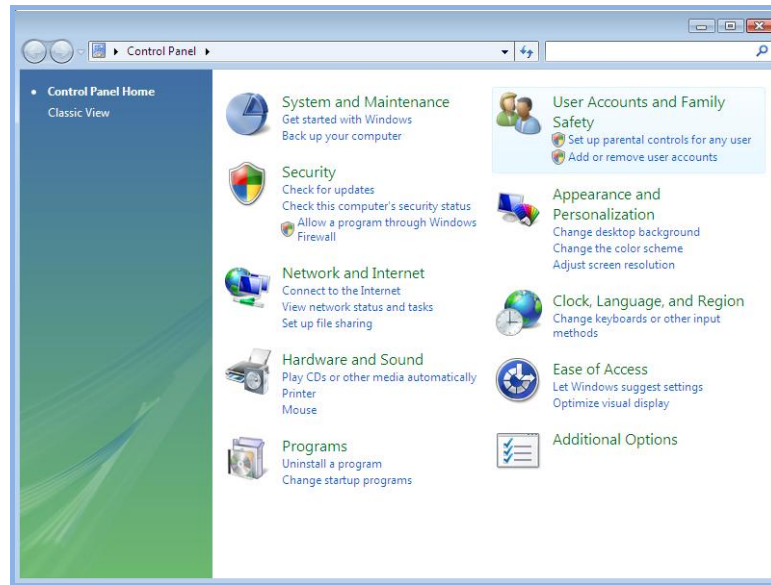 Control Panel
Control Panel Home
Classic View
System and Maintenance
Get started with Windows
Back up your computer
Security
Check for updates
Check this computer's security status
Allow a program through Windows
Firewall
Network and Internet
Connect to the Internet
View network status and tasks
Set up file sharing
Hardware and Sound
Play CDs or other media automatically
Printer
Mouse
Programs
Uninstall a program
Change startup programs
User Accounts and Family
Safety
Set up parental controls for any user
Add or remove user accounts
Appearance and
Personalization
Change desktop background
Change the color scheme
Adjust screen resolution
Clock, Language, and Region
Change keyboards or other input
methods
Ease of Access
Let Windows suggest settings
Optimize visual display
Additional Options